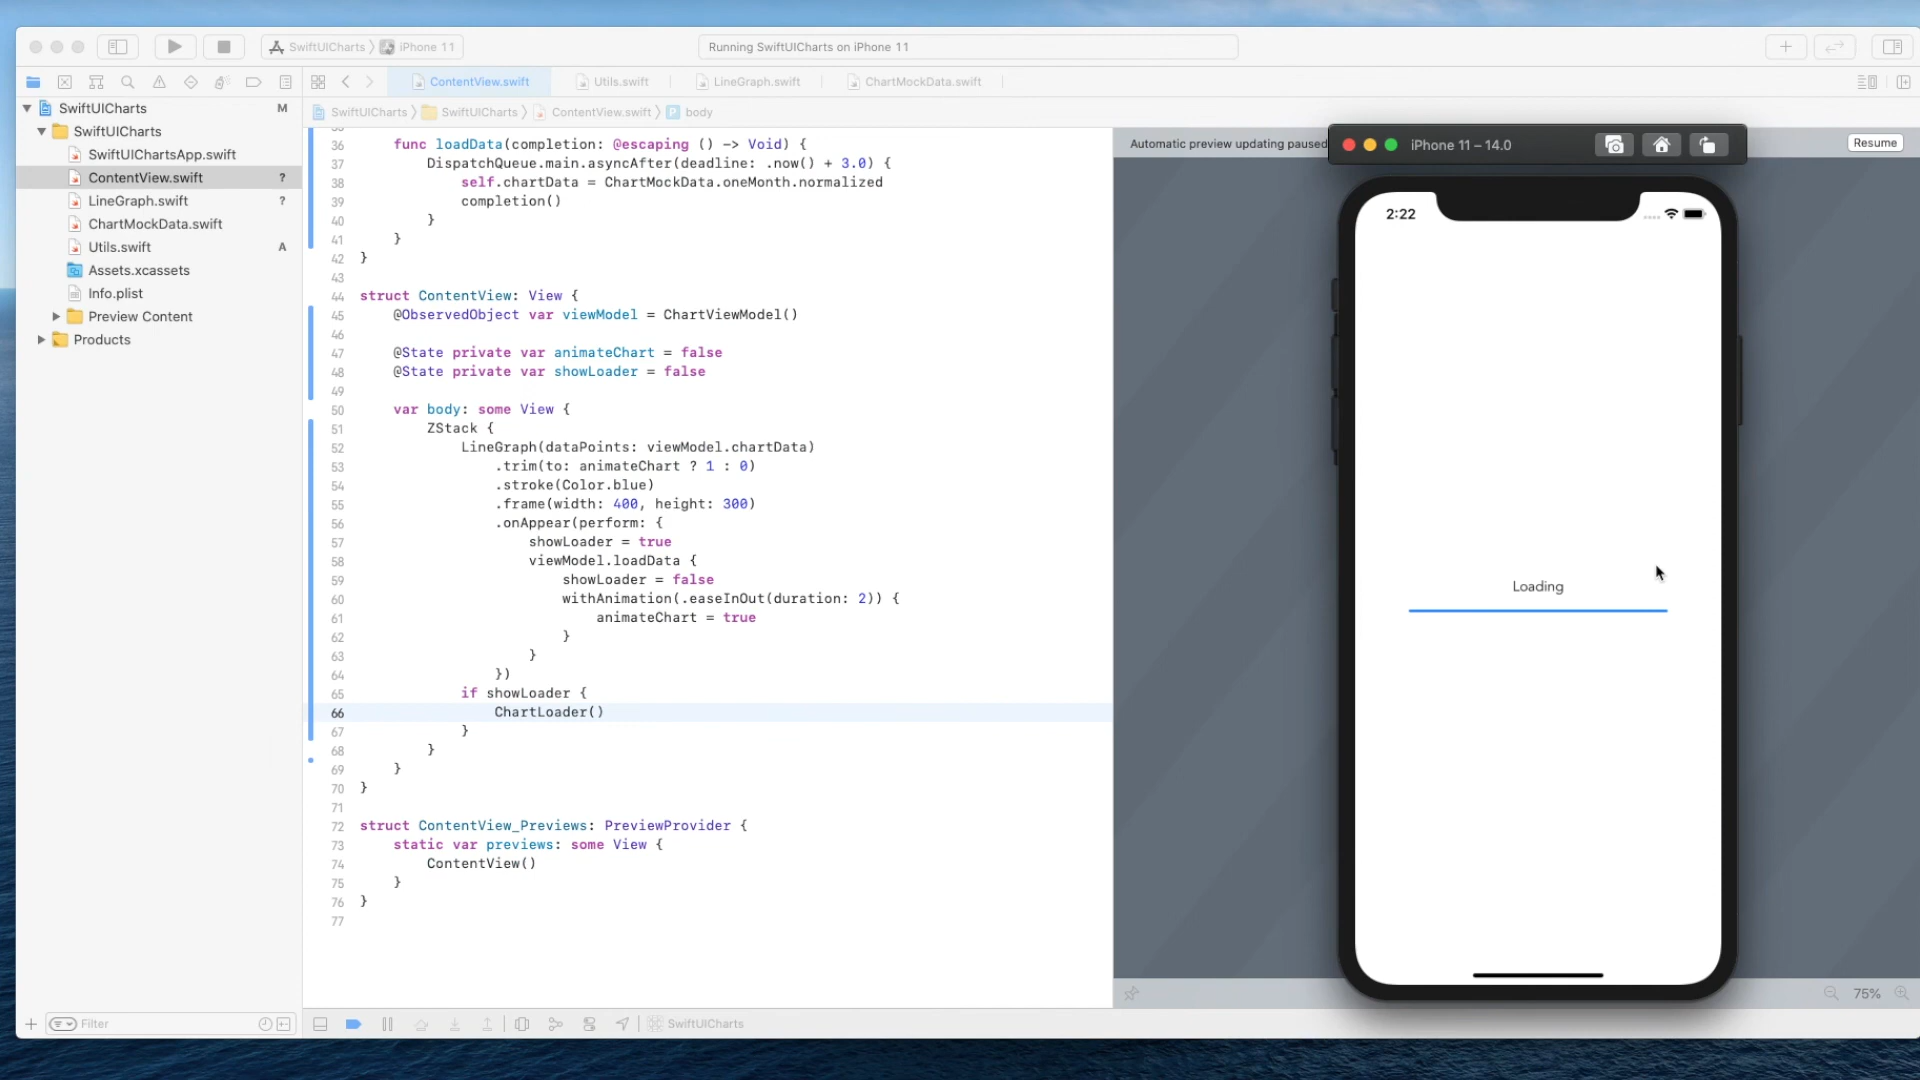 SwiftUICharts 〉 iPhone 11
Running SwiftUICharts on iPhone 11
ContentView.swift
Utils.swift
LineGraph.swift
ChartMockData.swift
SwiftUICharts M
SwiftUICharts
SwiftUIChartsApp.swift
ContentView.swift ?
LineGraph.swift ?
ChartMockData.swift
Utils.swift A
Assets.xcassets
Info.plist
Preview Content
Products
Filter
SwiftUICharts 〉 SwiftUICharts 〉 ContentView.swift 〉 P body
36 func loadData(completion: @escaping () -> Void) {
37 DispatchQueue.main.asyncAfter(deadline: .now() + 3.0) {
38 self.chartData = ChartMockData.oneMonth.normalized
39 completion()
40 }
41 }
42 }
43
44 struct ContentView: View {
45 @ObservedObject var viewModel = ChartViewModel()
46
47 @State private var animateChart = false
48 @State private var showLoader = false
49
50 var body: some View {
51 ZStack {
52 LineGraph(dataPoints: viewModel.chartData)
53 .trim(to: animateChart ? 1 : 0)
54 .stroke(Color.blue)
55 .frame(width: 400, height: 300)
56 .onAppear(perform: {
57 showLoader = true
58 viewModel.loadData {
59 showLoader = false
60 withAnimation(.easeInOut(duration: 2)) {
61 animateChart = true
62 }
63 }
64 })
65 if showLoader {
66 ChartLoader()
67 }
68 }
69 }
70 }
71
72 struct ContentView_Previews: PreviewProvider {
73 static var previews: some View {
74 ContentView()
75 }
76 }
77
SwiftUICharts
Automatic preview updating paused
Resume
iPhone 11 – 14.0
2:22
Loading
75%